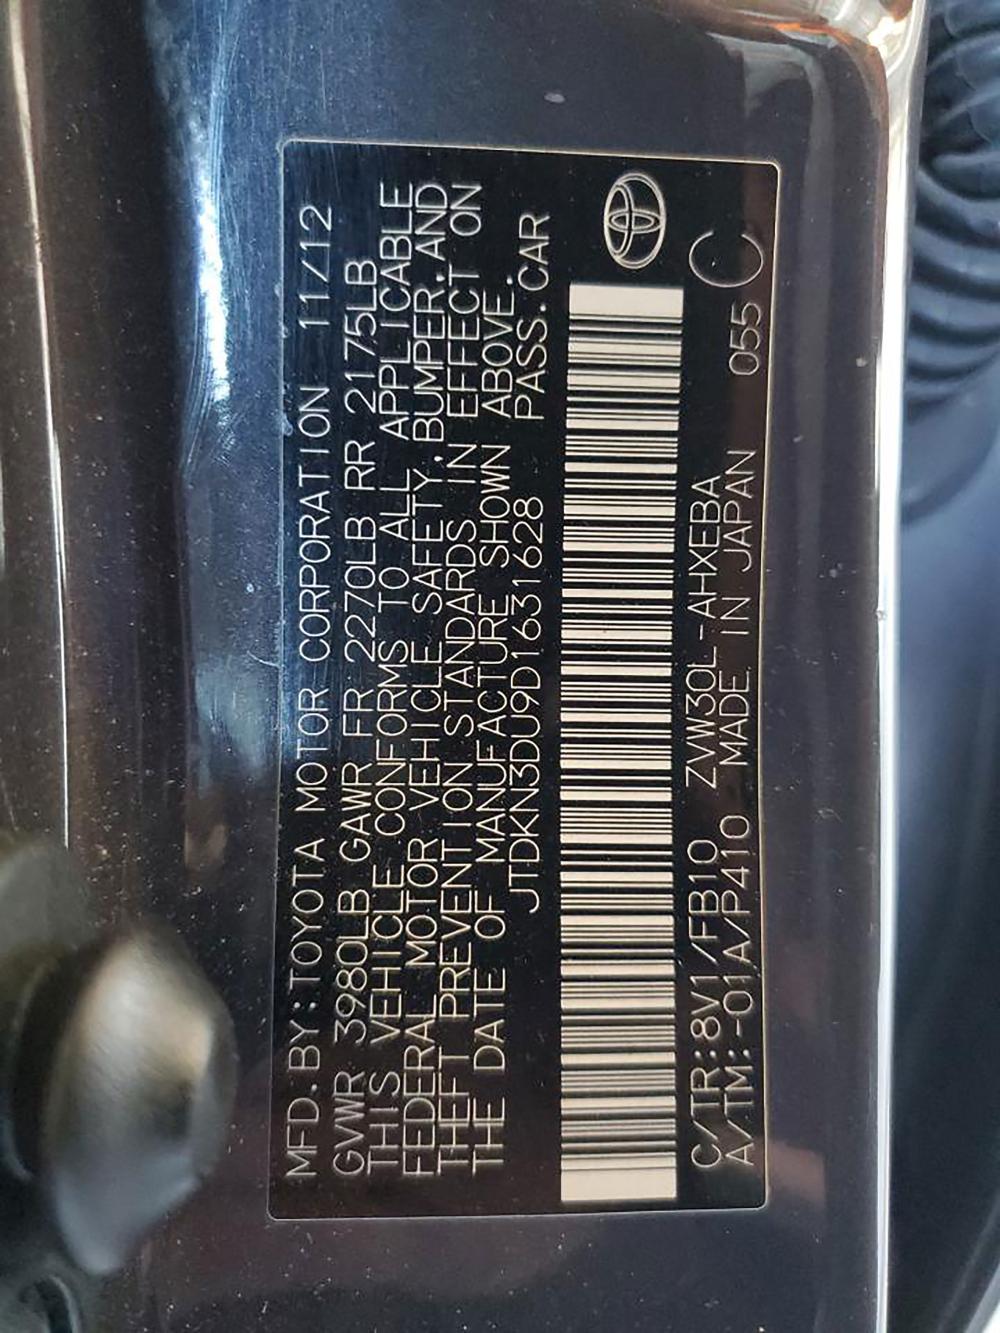 MFD.BY:TOYOTA MOTOR CORPORATION 11/12
GVWR 3980LB GAWR FR 2270LB RR 2175LB
THIS VEHICLE CONFORMS TO ALL APPLICABLE
FEDERAL MOTOR VEHICLE SAFETY,BUMPER,AND
THEFT PREVENTION STANDARDS IN EFFECT ON
THE DATE OF MANUFACTURE SHOWN ABOVE.
JTDKN3DU9D1631628 PASS.CAR
C/TR:8V1/FB10 ZVW30L-AHXEBA C
A/TM:-01A/P410 MADE IN JAPAN 055